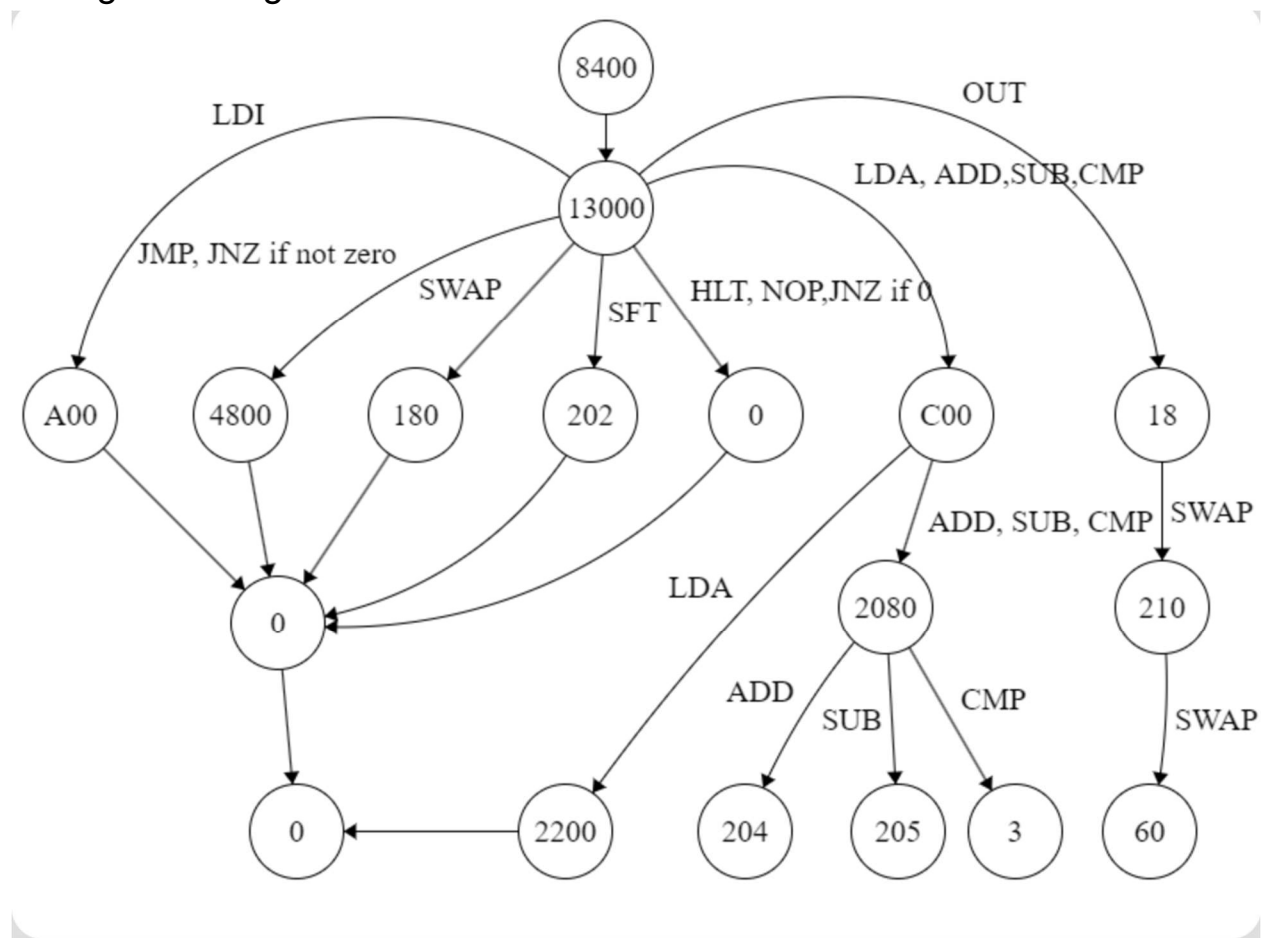 8400
OUT
LDI
LDA, ADD,SUB,CMP
13000
JMP, JNZ if not zero
SWAP
HLT, NOP,JNZ if 0
SFT
A00
4800
180
202
0
C00
18
ADD, SUB, CMP
SWAP
LDA
2080
210
0
ADD
CMP
SUB
SWAP
0
2200
204
205
3
60